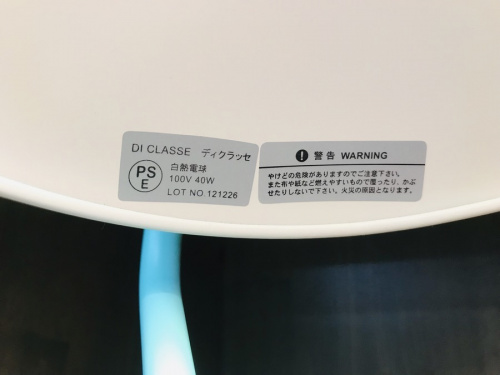 DI CLASSE ディクラッセ
PS
E
白熱電球
100V 40W
LOT NO.121226
! 警告 WARNING
やけどの危険がありますのでご注意下さい。
また布や紙など燃えやすいもので覆ったり、かぶ
せたりしないで下さい。火災の原因となります。